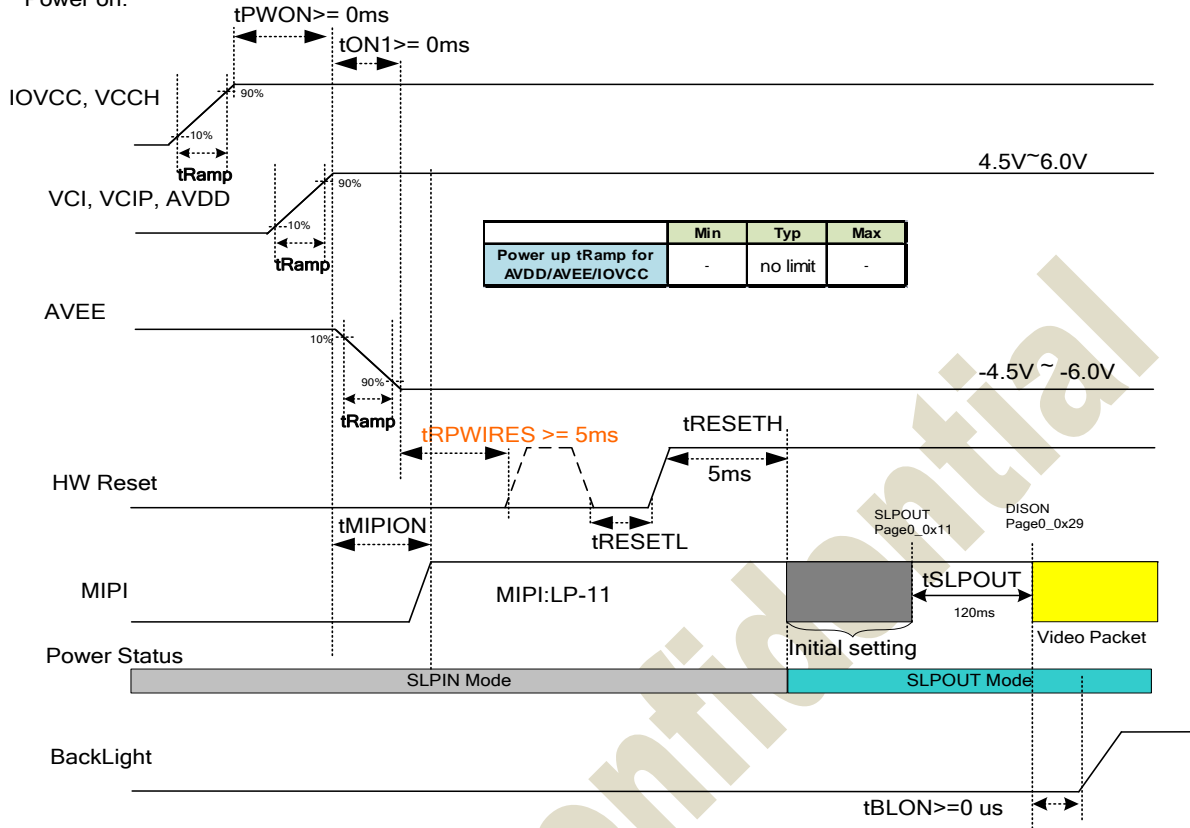 Power on:
tPWON>= 0ms
tON1>= 0ms
IOVCC, VCCH
90%
10%
tRamp
4.5V~6.0V
VCI, VCIP, AVDD
90%
10%
tRamp
Min Typ Max
Power up tRamp for AVDD/AVEE/IOVCC - no limit -
AVEE
10%
90%
-4.5V ~ -6.0V
tRamp
tRPWIRES >= 5ms
tRESETH
5ms
HW Reset
tMIPION
tRESETL
SLPOUT
Page0_0x11
DISON
Page0_0x29
MIPI
MIPI:LP-11
tSLPOUT
120ms
Initial setting
Video Packet
Power Status
SLPIN Mode
SLPOUT Mode
BackLight
tBLON>=0 us
onfidential